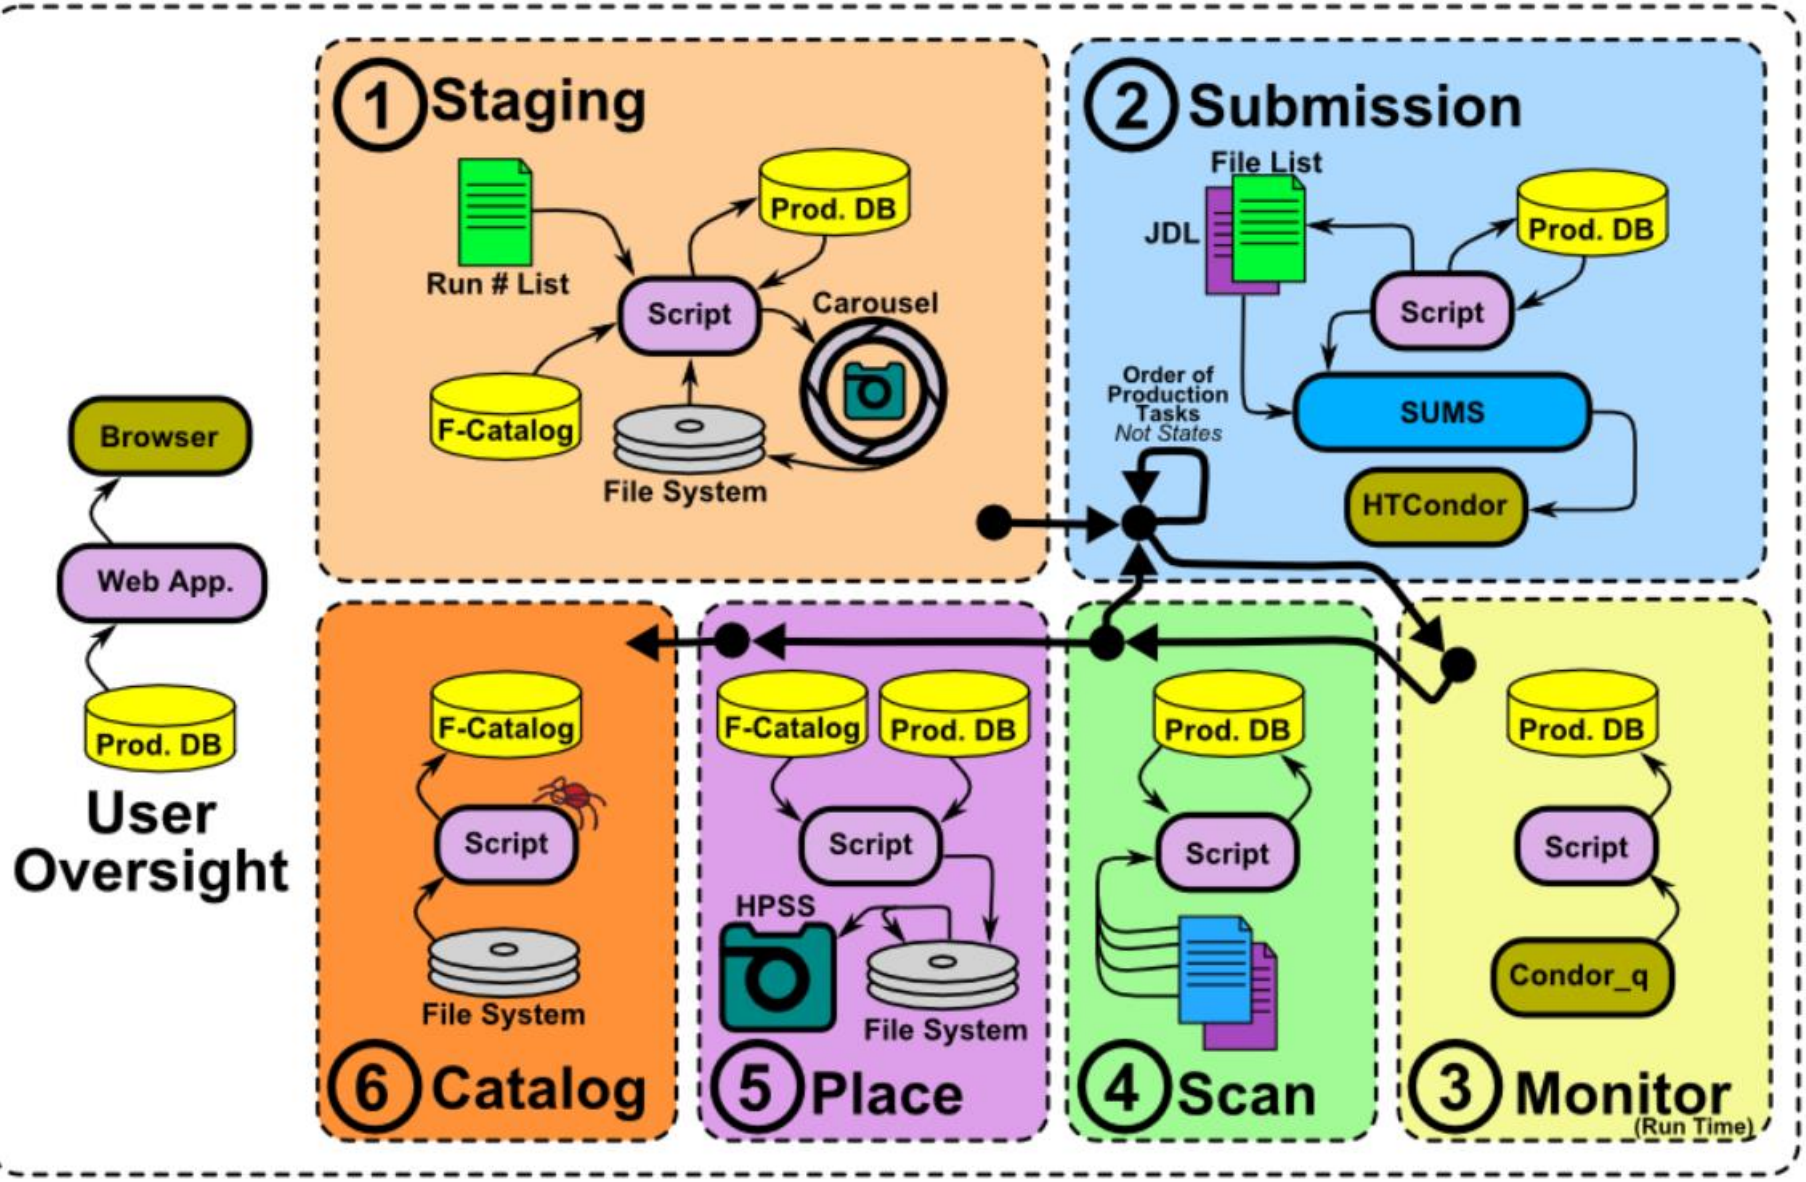 1 Staging
Run # List
Prod. DB
Script
Carousel
F-Catalog
File System
2 Submission
File List
JDL
Prod. DB
Script
Order of
Production
Tasks
Not States
SUMS
HTCondor
Browser
Web App.
Prod. DB
User
Oversight
F-Catalog
Script
File System
6 Catalog
F-Catalog
Prod. DB
Script
HPSS
File System
5 Place
Prod. DB
Script
4 Scan
Prod. DB
Script
Condor_q
3 Monitor
(Run Time)